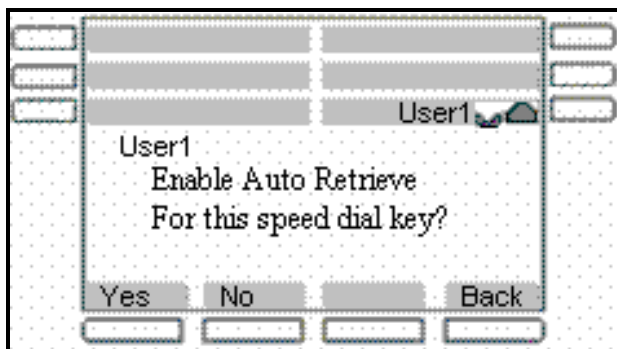 User1
User1
Enable Auto Retrieve
For this speed dial key?
Yes No Back